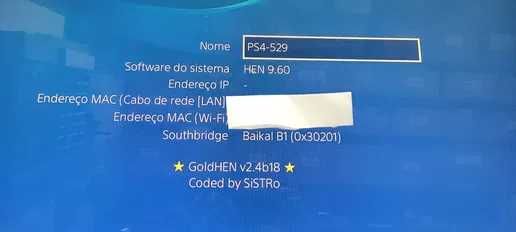 Nome PS4-529
Software do sistema HEN 9.60
Endereço IP -
Endereço MAC (Cabo de rede [LAN]
Endereço MAC (Wi-Fi)
Southbridge Baikal B1 (0x30201)
★ GoldHEN v2.4b18 ★
Coded by SiSTRo